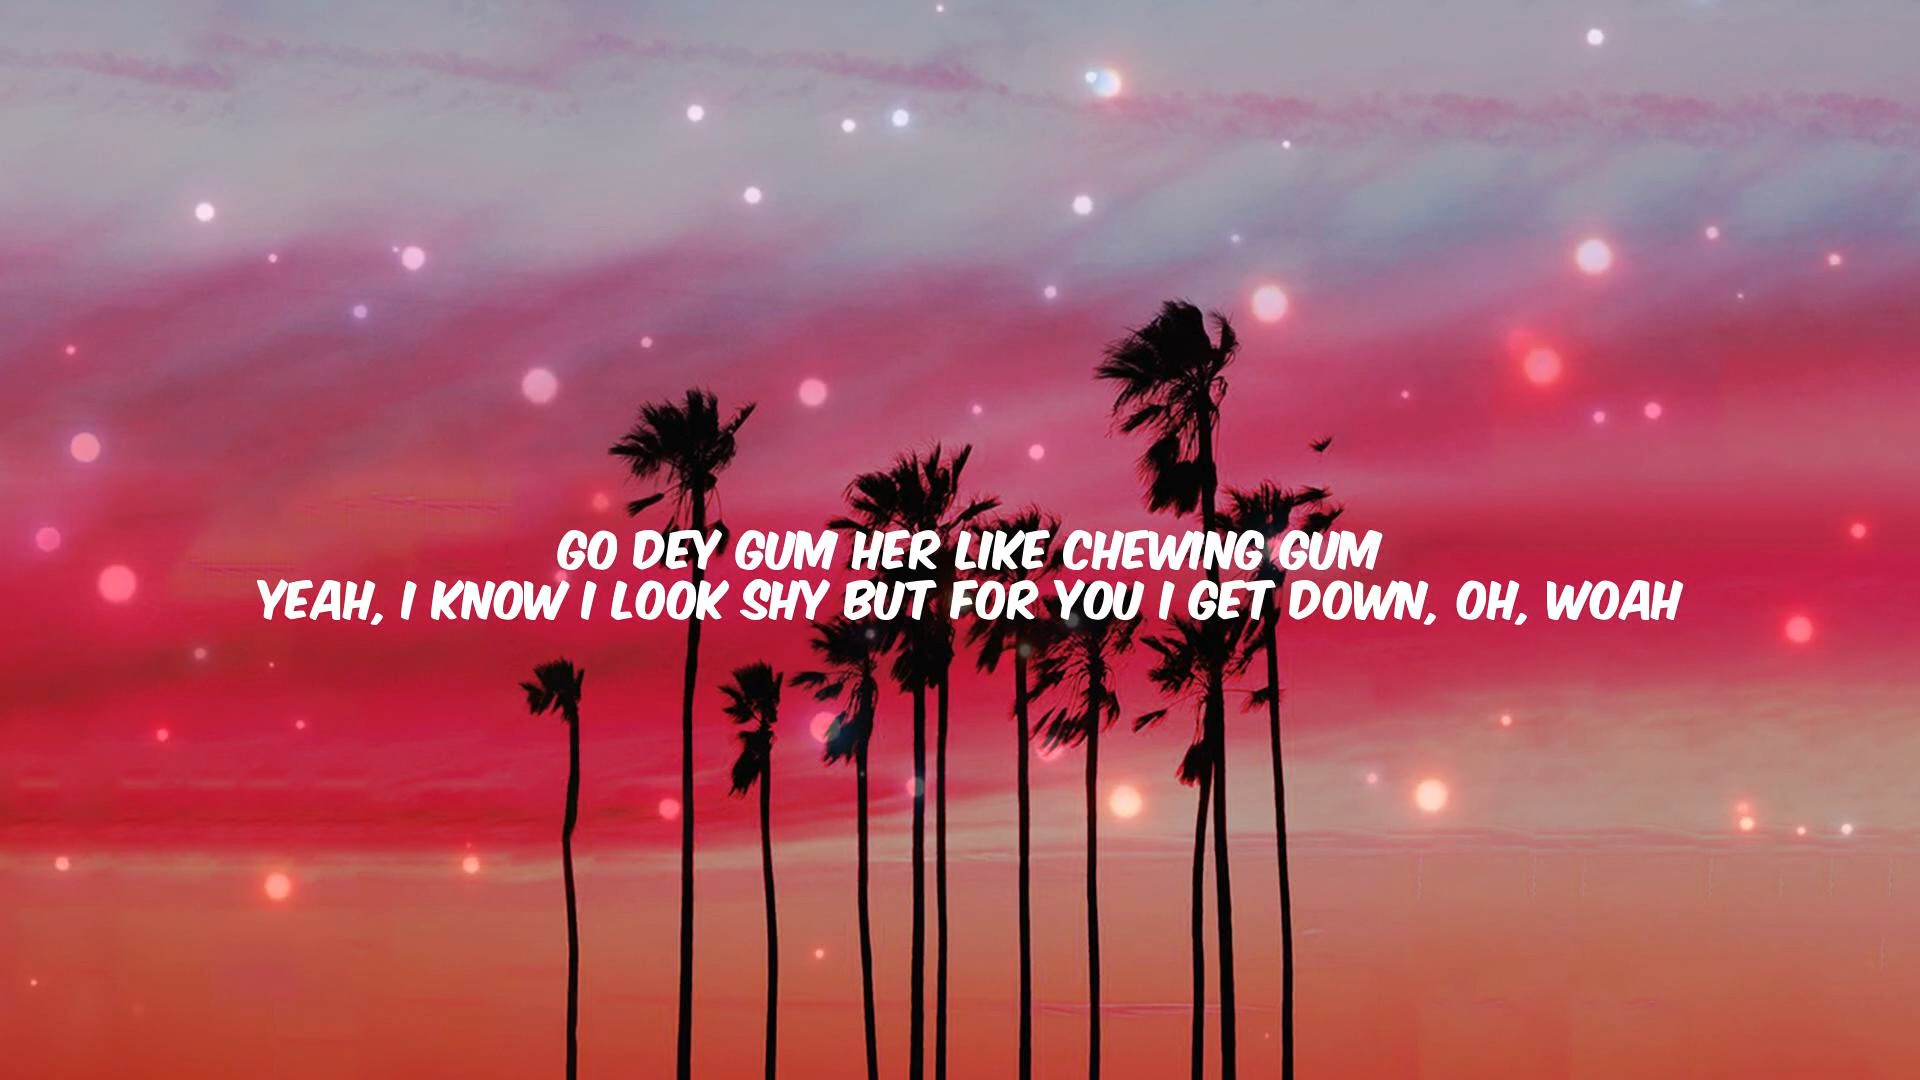 GO DEY GUM HER LIKE CHEWING GUM
YEAH, I KNOW I LOOK SHY BUT FOR YOU I GET DOWN, OH, WOAH